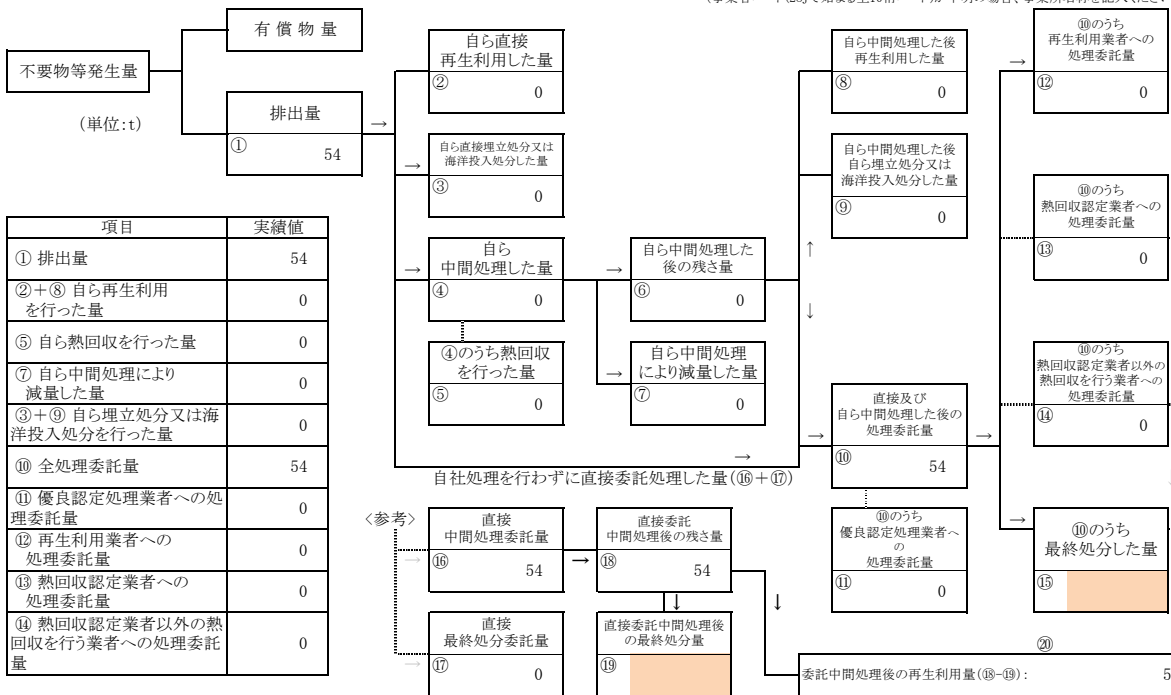 有 償 物 量
不要物等発生量
(単位:t)
排出量
①
54
→
自ら直接
再生利用した量
②
0
→
自ら直接埋立処分又は
海洋投入処分した量
③
0
→
自ら
中間処理した量
④
0
④のうち熱回収
を行った量
⑤
0
→
自ら中間処理した
後の残さ量
⑥
0
→
自ら中間処理
により減量した量
⑦
0
自ら中間処理した後
再生利用した量
⑧
0
自ら中間処理した後
自ら埋立処分又は
海洋投入処分した量
⑨
0
↑
↓
→
→
直接及び
自ら中間処理した後の
処理委託量
⑩
54
⑩のうち
優良認定処理業者へ
の
処理委託量
⑪
0
→
→
⑩のうち
再生利用業者への
処理委託量
⑫
0
⑩のうち
熱回収認定業者への
処理委託量
⑬
0
⑩のうち
熱回収認定業者以外の
熱回収を行う業者への
処理委託量
⑭
0
→
⑩のうち
最終処分した量
⑮
自社処理を行わずに直接委託処理した量(⑯+⑰)
〈参考〉
→
直接
中間処理委託量
⑯
54
→
直接委託
中間処理後の残さ量
⑱
54
→
直接
最終処分委託量
⑰
0
↓
↓
直接委託中間処理後
の最終処分量
⑲
⑳
委託中間処理後の再生利用量(⑱-⑲):
項目 実績値
① 排出量 54
②+⑧ 自ら再生利用
を行った量 0
⑤ 自ら熱回収を行った量 0
⑦ 自ら中間処理により
減量した量 0
③+⑨ 自ら埋立処分又は海
洋投入処分を行った量 0
⑩ 全処理委託量 54
⑪ 優良認定処理業者への処
理委託量 0
⑫ 再生利用業者への
処理委託量 0
⑬ 熱回収認定業者への
処理委託量 0
⑭ 熱回収認定業者以外の熱
回収を行う業者への処理委託
量 0